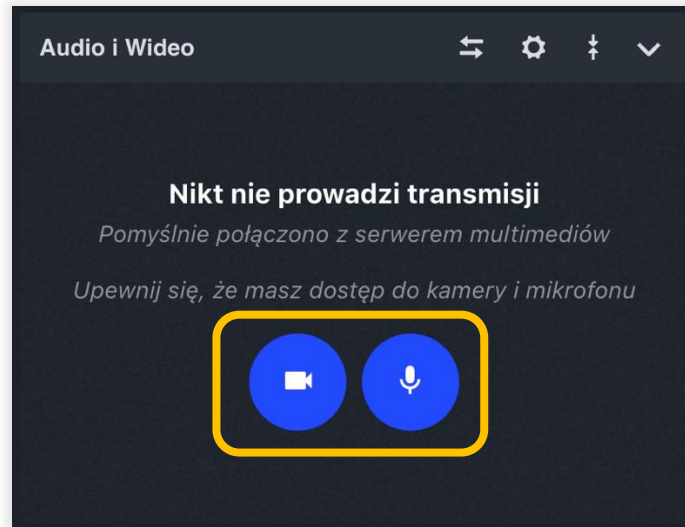 Audio i Wideo
Nikt nie prowadzi transmisji
Pomyślnie połączono z serwerem multimediów
Upewnij się, że masz dostęp do kamery i mikrofonu